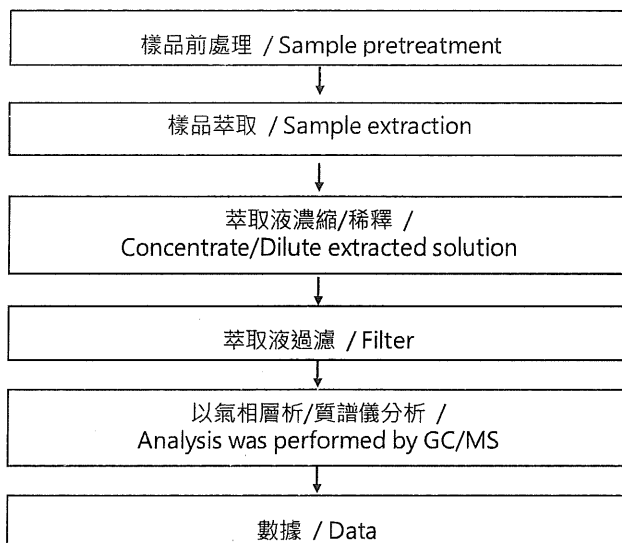 樣品前處理 / Sample pretreatment
樣品萃取 / Sample extraction
萃取液濃縮/稀釋 /
Concentrate/Dilute extracted solution
萃取液過濾 / Filter
以氣相層析/質譜儀分析 /
Analysis was performed by GC/MS
數據 / Data